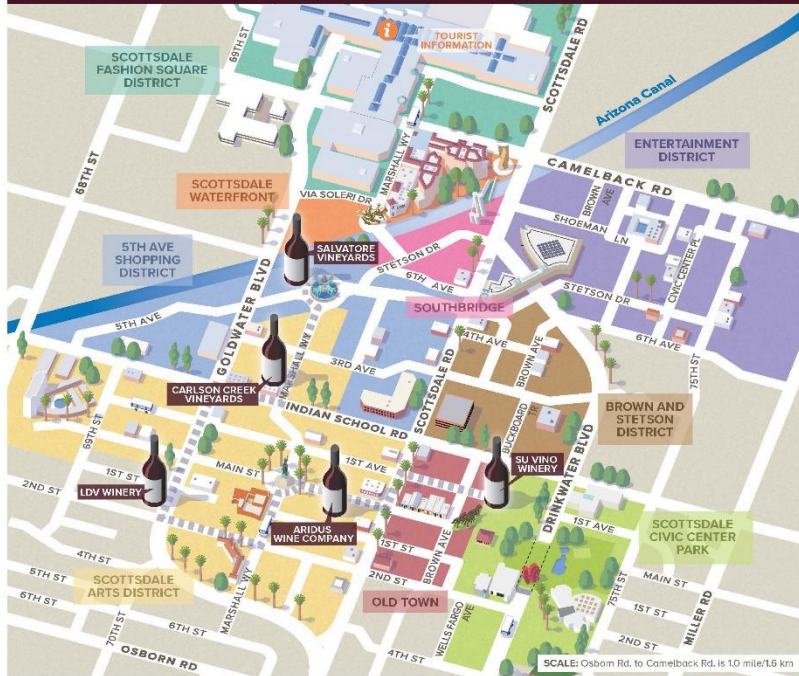 TOURIST
INFORMATION
SCOTTSDALE RD
69TH ST
SCOTTSDALE
FASHION SQUARE
DISTRICT
Arizona Canal
MARSHALL WY
ENTERTAINMENT
DISTRICT
CAMELBACK RD
68TH ST
SCOTTSDALE
WATERFRONT
VIA SOLERI DR
BROWN
AVE
SHOEMAN
LN
CIVIC CENTER PL
5TH AVE
SHOPPING
DISTRICT
SALVATORE
VINEYARDS
STETSON DR
6TH AVE
SOUTHBRIDGE
STETSON DR
6TH AVE
75TH ST
GOLDWATER BLVD
5TH AVE
MARSHALL WY
3RD AVE
SCOTTSDALE RD
4TH AVE
BROWN AVE
CARLSON CREEK
VINEYARDS
INDIAN SCHOOL RD
BUCKBOARD
TR
BROWN AND
STETSON
DISTRICT
DRINKWATER BLVD
69TH ST
1ST ST
2ND ST
MAIN ST
1ST AVE
LDV WINERY
ARIDUS
WINE COMPANY
SU VINO
WINERY
1ST AVE
SCOTTSDALE
CIVIC CENTER
PARK
4TH ST
5TH ST
6TH ST
SCOTTSDALE
ARTS DISTRICT
MARSHALL WY
1ST ST
2ND ST
BROWN AVE
OLD TOWN
WELLS FARGO
AVE
75TH ST
MAIN ST
1ST ST
2ND ST
MILLER RD
70TH ST
6TH ST
OSBORN RD
4TH ST
SCALE: Osborn Rd. to Camelback Rd. is 1.0 mile/1.6 km